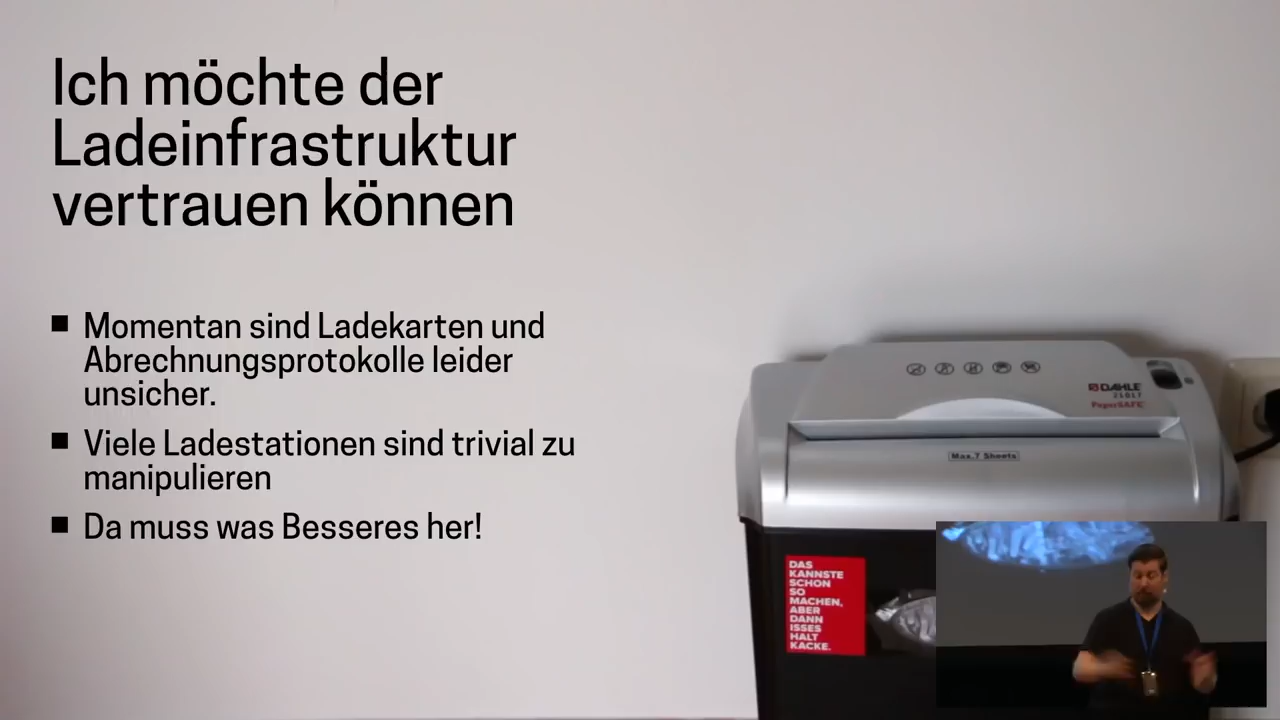 Ich möchte der
Ladeinfrastruktur
vertrauen können
Momentan sind Ladekarten und
Abrechnungsprotokolle leider
unsicher.
Viele Ladestationen sind trivial zu
manipulieren
Da muss was Besseres her!
DAHLE
21017
PaperSAFE
Max.7 Sheets
DAS
KANNSTE
SCHON
SO
MACHEN,
ABER
DANN
ISSES
HALT
KACKE.